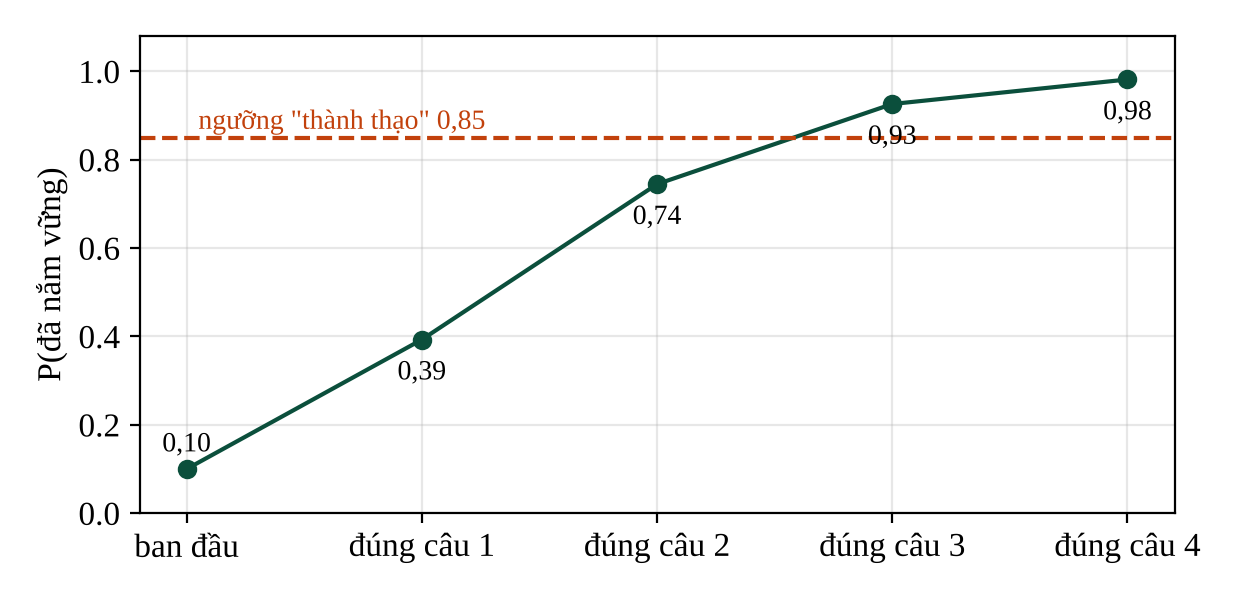 P(đã nắm vững)
1.0
0.8
0.6
0.4
0.2
0.0
ngưỡng "thành thạo" 0,85
0,10
0,39
0,74
0,93
0,98
ban đầu
đúng câu 1
đúng câu 2
đúng câu 3
đúng câu 4